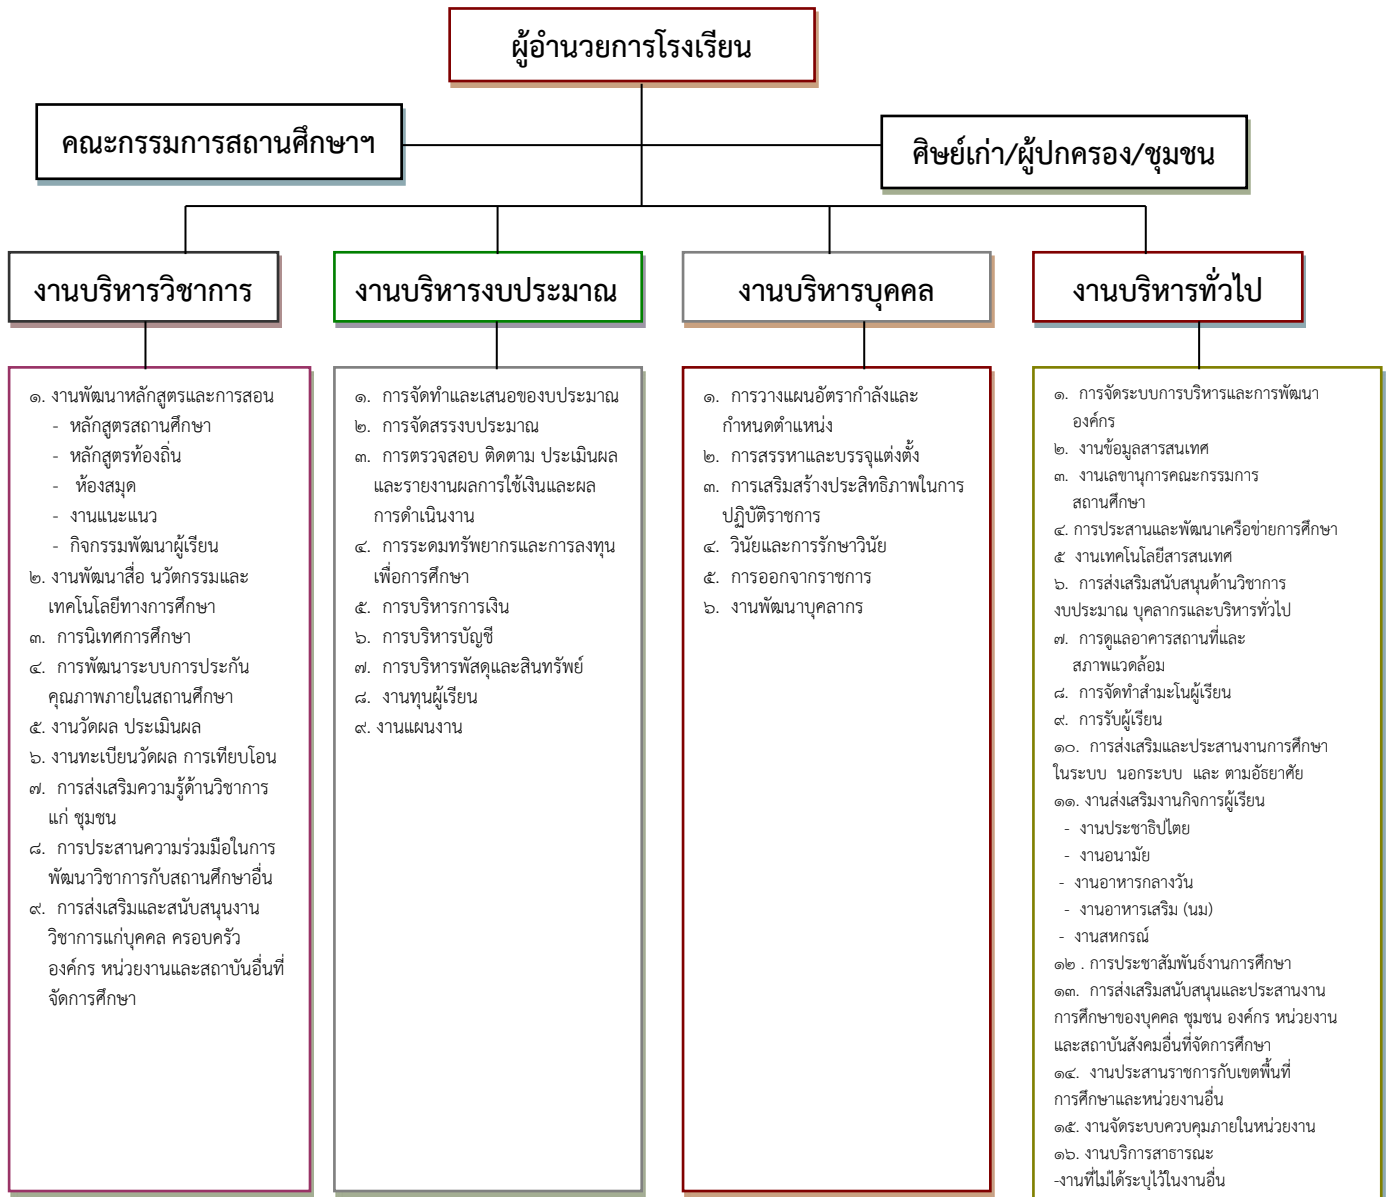 ผู้อำนวยการโรงเรียน
คณะกรรมการสถานศึกษาฯ
ศิษย์เก่า/ผู้ปกครอง/ชุมชน
งานบริหารวิชาการ
งานบริหารงบประมาณ
งานบริหารบุคคล
งานบริหารทั่วไป
๑. งานพัฒนาหลักสูตรและการสอน
- หลักสูตรสถานศึกษา
- หลักสูตรท้องถิ่น
- ห้องสมุด
- งานแนะแนว
- กิจกรรมพัฒนาผู้เรียน
๒. งานพัฒนาสื่อ นวัตกรรมและ
เทคโนโลยีทางการศึกษา
๓. การนิเทศการศึกษา
๔. การพัฒนาระบบการประกัน
คุณภาพภายในสถานศึกษา
๕. งานวัดผล ประเมินผล
๖. งานทะเบียนวัดผล การเทียบโอน
๗. การส่งเสริมความรู้ด้านวิชาการ
แก่ ชุมชน
๘. การประสานความร่วมมือในการ
พัฒนาวิชาการกับสถานศึกษาอื่น
๙. การส่งเสริมและสนับสนุนงาน
วิชาการแก่บุคคล ครอบครัว
องค์กร หน่วยงานและสถาบันอื่นที่
จัดการศึกษา
๑. การจัดทำและเสนอของบประมาณ
๒. การจัดสรรงบประมาณ
๓. การตรวจสอบ ติดตาม ประเมินผล
และรายงานผลการใช้เงินและผล
การดำเนินงาน
๔. การระดมทรัพยากรและการลงทุน
เพื่อการศึกษา
๕. การบริหารการเงิน
๖. การบริหารบัญชี
๗. การบริหารพัสดุและสินทรัพย์
๘. งานทุนผู้เรียน
๙. งานแผนงาน
๑. การวางแผนอัตรากำลังและ
กำหนดตำแหน่ง
๒. การสรรหาและบรรจุแต่งตั้ง
๓. การเสริมสร้างประสิทธิภาพในการ
ปฏิบัติราชการ
๔. วินัยและการรักษาวินัย
๕. การออกจากราชการ
๖. งานพัฒนาบุคลากร
๑. การจัดระบบการบริหารและการพัฒนา
องค์กร
๒. งานข้อมูลสารสนเทศ
๓. งานเลขานุการคณะกรรมการ
สถานศึกษา
๔. การประสานและพัฒนาเครือข่ายการศึกษา
๕ งานเทคโนโลยีสารสนเทศ
๖. การส่งเสริมสนับสนุนด้านวิชาการ
งบประมาณ บุคลากรและบริหารทั่วไป
๗. การดูแลอาคารสถานที่และ
สภาพแวดล้อม
๘. การจัดทำสำมะโนผู้เรียน
๙. การรับผู้เรียน
๑๐. การส่งเสริมและประสานงานการศึกษา
ในระบบ นอกระบบ และ ตามอัธยาศัย
๑๑. งานส่งเสริมงานกิจการผู้เรียน
- งานประชาธิปไตย
- งานอนามัย
- งานอาหารกลางวัน
- งานอาหารเสริม (นม)
- งานสหกรณ์
๑๒ . การประชาสัมพันธ์งานการศึกษา
๑๓. การส่งเสริมสนับสนุนและประสานงาน
การศึกษาของบุคคล ชุมชน องค์กร หน่วยงาน
และสถาบันสังคมอื่นที่จัดการศึกษา
๑๔. งานประสานราชการกับเขตพื้นที่
การศึกษาและหน่วยงานอื่น
๑๕. งานจัดระบบควบคุมภายในหน่วยงาน
๑๖. งานบริการสาธารณะ
-งานที่ไม่ได้ระบุไว้ในงานอื่น